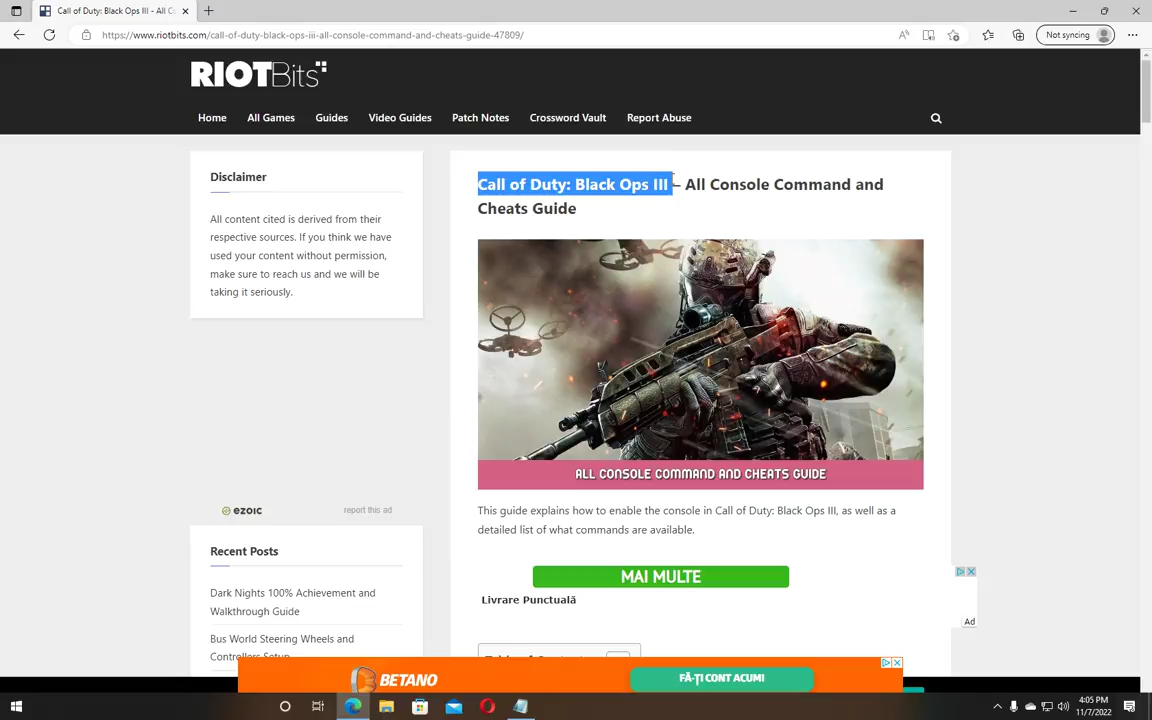 Call of Duty: Black Ops III – All C
https://www.riotbits.com/call-of-duty-black-ops-iii-all-console-command-and-cheats-guide-47809/
Not syncing
RIOTBits
Home
All Games
Guides
Video Guides
Patch Notes
Crossword Vault
Report Abuse
Disclaimer
All content cited is derived from their
respective sources. If you think we have
used your content without permission,
make sure to reach us and we will be
taking it seriously.
ezoic
report this ad
Recent Posts
Dark Nights 100% Achievement and
Walkthrough Guide
Bus World Steering Wheels and
Controllers Setup
Call of Duty: Black Ops III – All Console Command and
Cheats Guide
ALL CONSOLE COMMAND AND CHEATS GUIDE
This guide explains how to enable the console in Call of Duty: Black Ops III, as well as a
detailed list of what commands are available.
MAI MULTE
Livrare Punctuală
Ad
BETANO
FĂ-ȚI CONT ACUM!
4:05 PM
11/7/2022